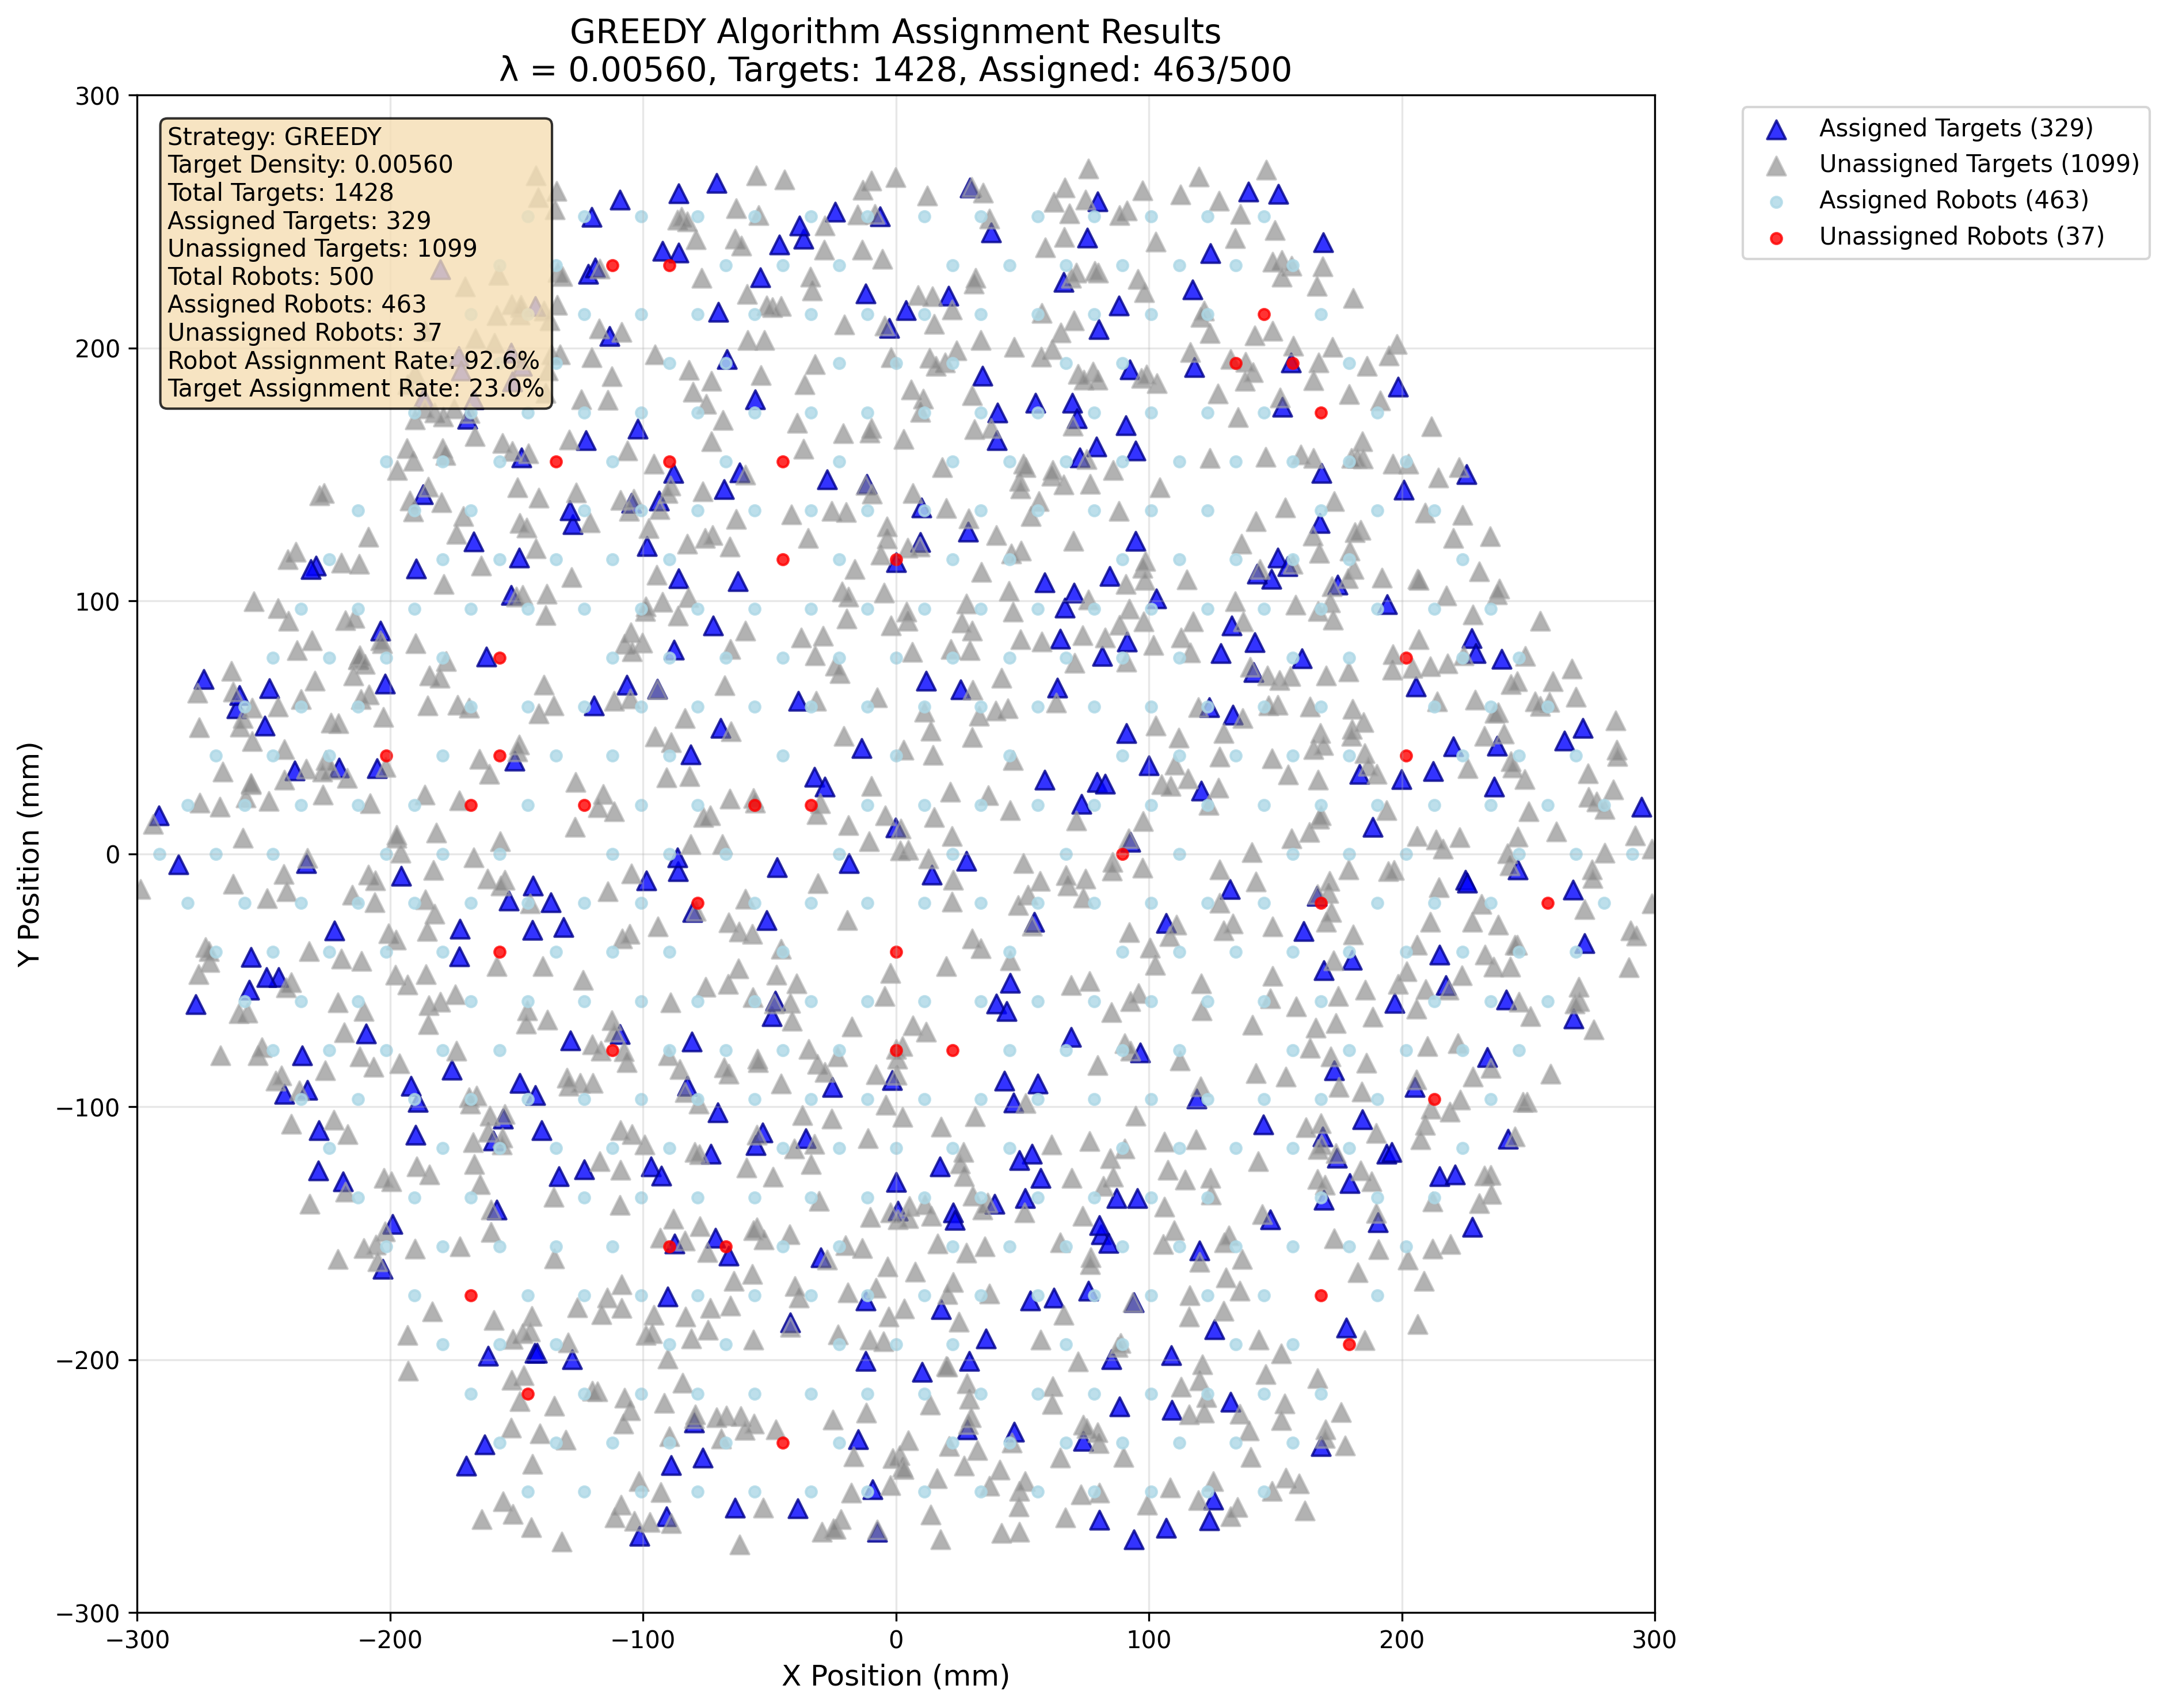 GREEDY Algorithm Assignment Results
λ = 0.00560, Targets: 1428, Assigned: 463/500
Strategy: GREEDY
Target Density: 0.00560
Total Targets: 1428
Assigned Targets: 329
Unassigned Targets: 1099
Total Robots: 500
Assigned Robots: 463
Unassigned Robots: 37
Robot Assignment Rate: 92.6%
Target Assignment Rate: 23.0%
Assigned Targets (329)
Unassigned Targets (1099)
Assigned Robots (463)
Unassigned Robots (37)
Y Position (mm)
300
200
100
0
−100
−200
−300
−300 −200 −100 0 100 200 300
X Position (mm)